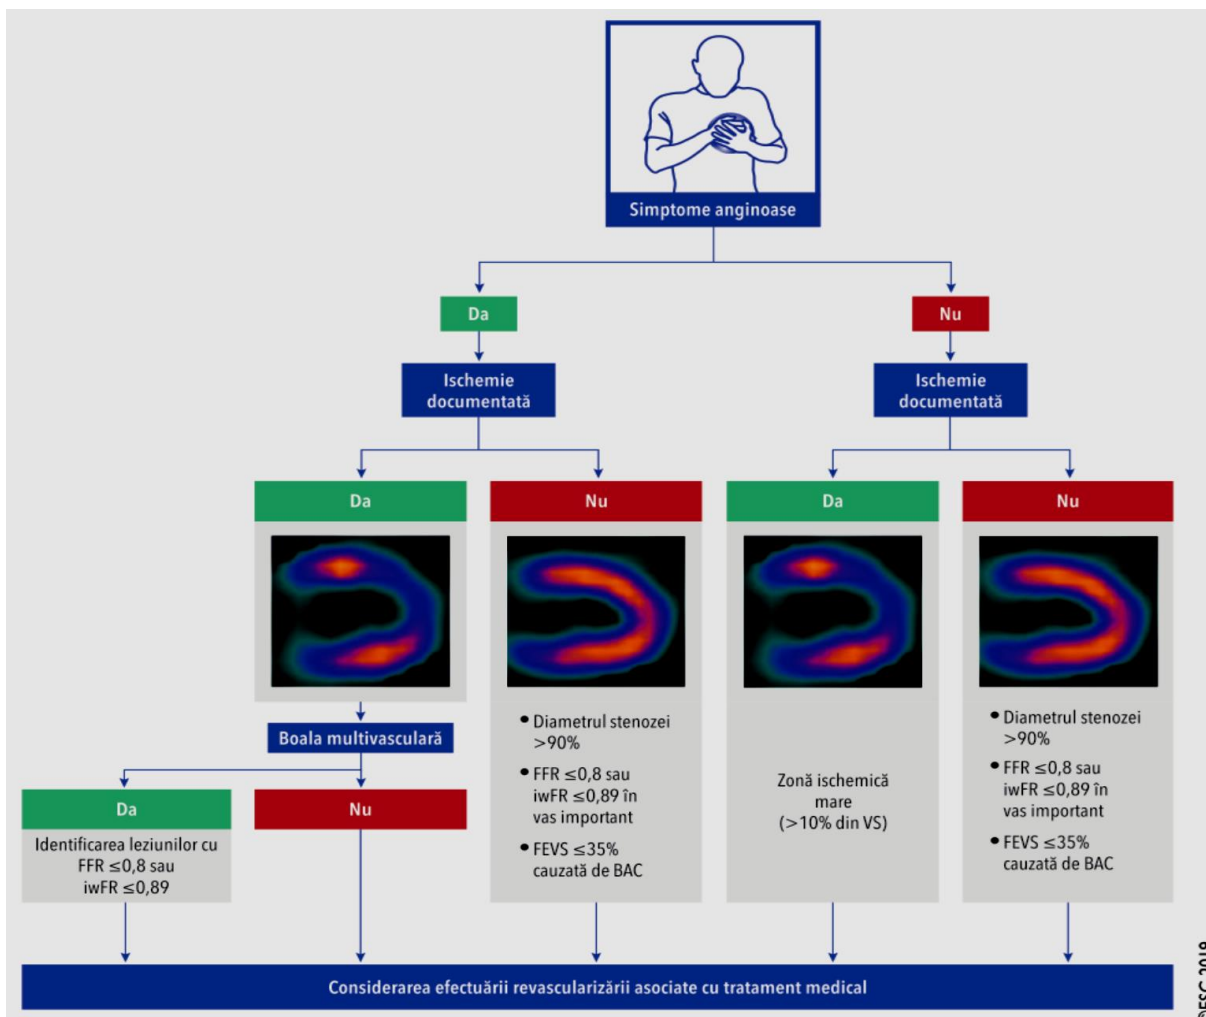 Simptome anginoase
Da
Nu
Ischemie
documentată
Ischemie
documentată
Da
Nu
Da
Nu
Boala multivasculară
Da
Identificarea leziunilor cu
FFR ≤0,8 sau
iwFR ≤0,89
Nu
• Diametrul stenozei
>90%
• FFR ≤0,8 sau
iwFR ≤0,89 în
vas important
• FEVS ≤35%
cauzată de BAC
Zonă ischemică
mare
(>10% din VS)
• Diametrul stenozei
>90%
• FFR ≤0,8 sau
iwFR ≤0,89 în
vas important
• FEVS ≤35%
cauzată de BAC
Considerarea efectuării revascularizării asociate cu tratament medical
©ESC 2019